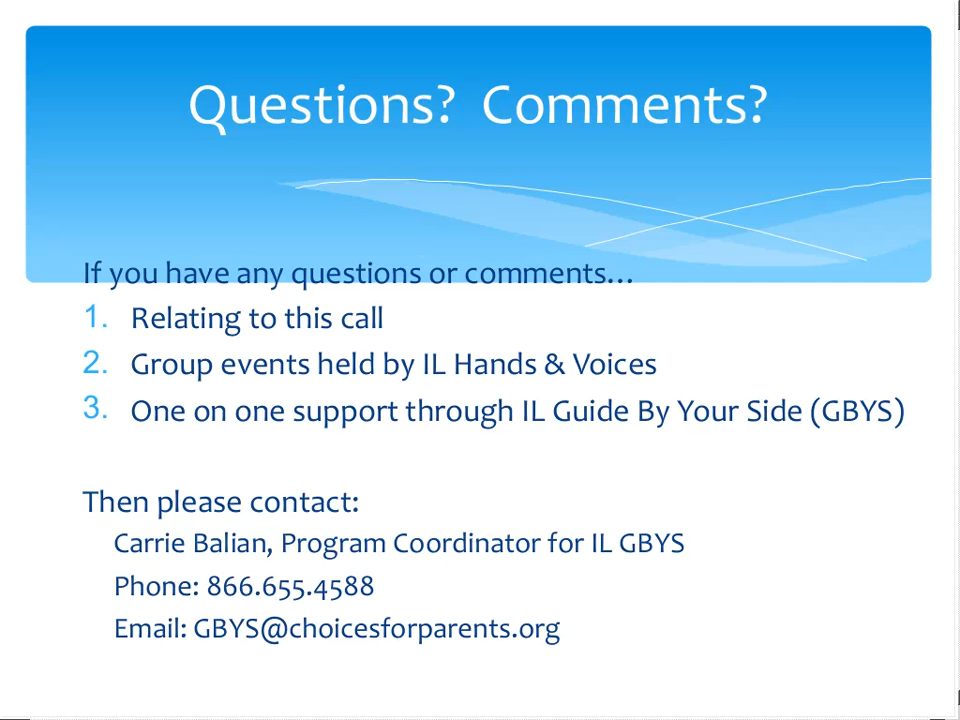 Questions?  Comments?
If you have any questions or comments…
1. Relating to this call
2. Group events held by IL Hands & Voices
3. One on one support through IL Guide By Your Side (GBYS)
Then please contact:
Carrie Balian, Program Coordinator for IL GBYS
Phone: 866.655.4588
Email: GBYS@choicesforparents.org